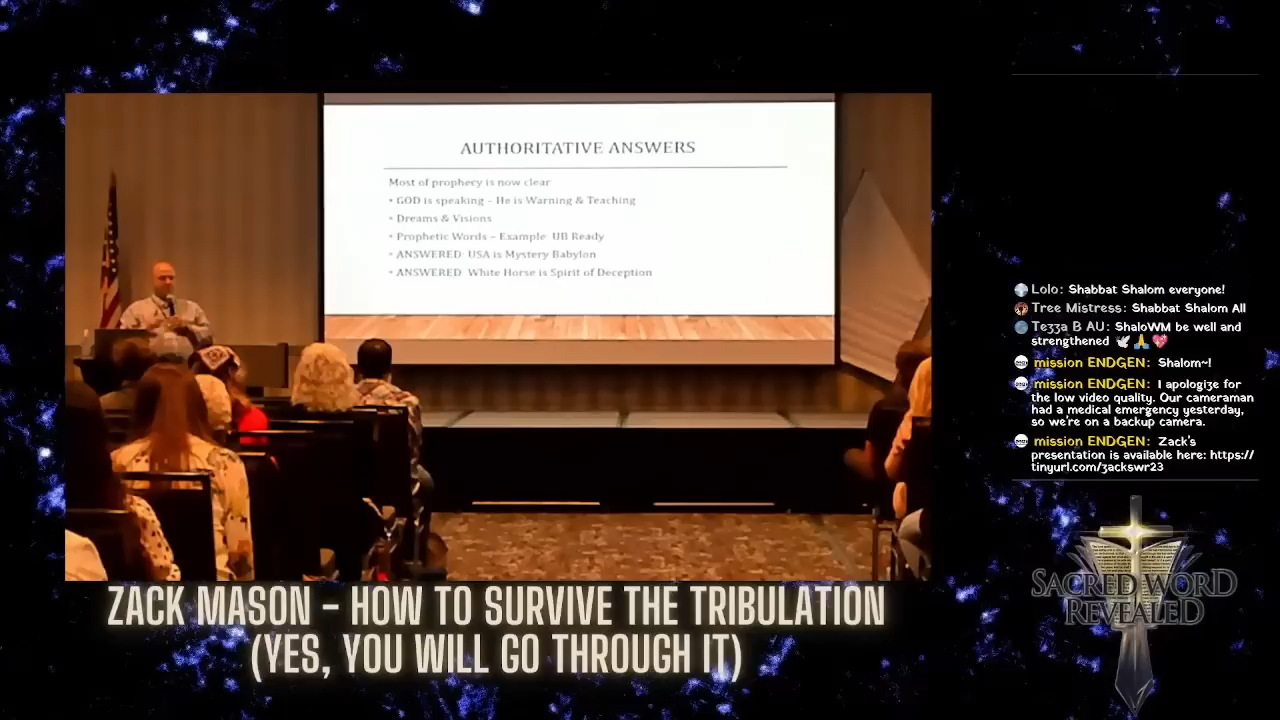 AUTHORITATIVE ANSWERS
Most of prophecy is now clear
• GOD is speaking – He is Warning & Teaching
• Dreams & Visions
• Prophetic Words – Example: UB Ready
• ANSWERED: USA is Mystery Babylon
• ANSWERED: White Horse is Spirit of Deception
Lolo: Shabbat Shalom everyone!
Tree Mistress: Shabbat Shalom All
Tezza B AU: ShaloWM be well and
strengthened 🕊️🙏💖
mission ENDGEN: Shalom~!
mission ENDGEN: I apologize for
the low video quality. Our cameraman
had a medical emergency yesterday,
so we're on a backup camera.
mission ENDGEN: Zack's
presentation is available here: https://
tinyurl.com/zackswr23
SACRED WORD
REVEALED
ZACK MASON – HOW TO SURVIVE THE TRIBULATION
(YES, YOU WILL GO THROUGH IT)